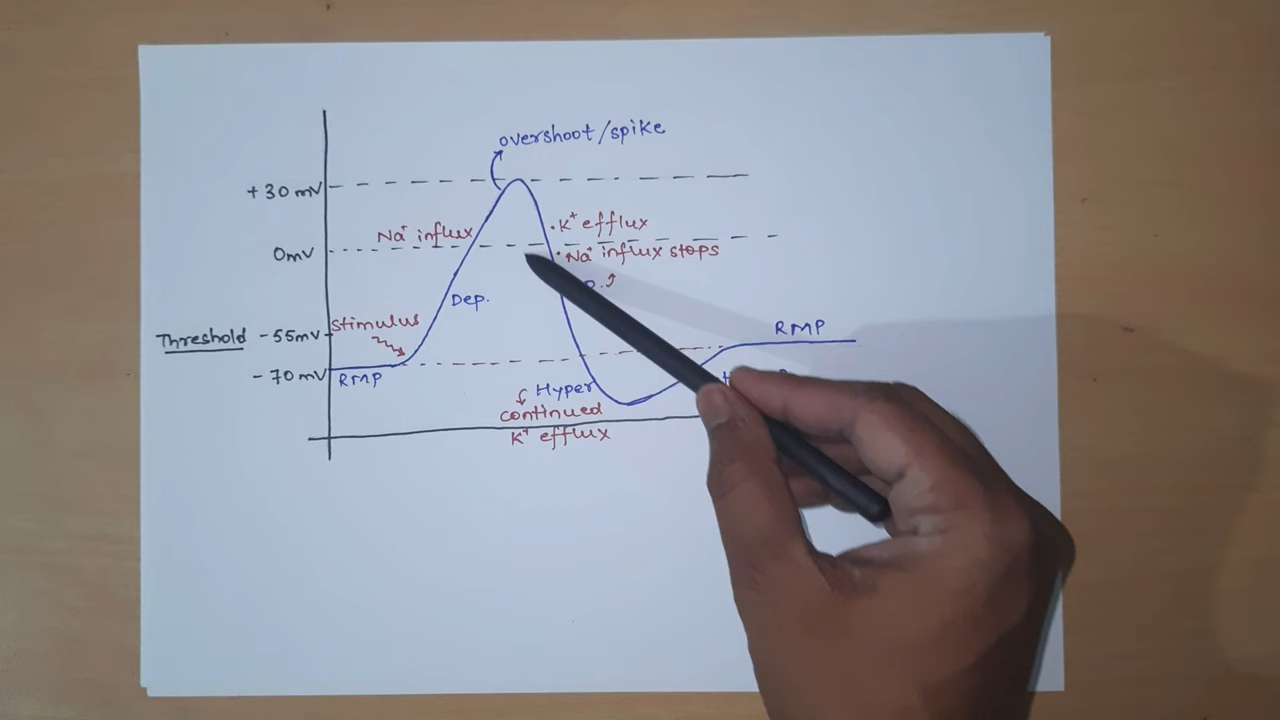 overshoot/spike
+30 mV
Na⁺ influx
• K⁺ efflux
0mV
• Na⁺ influx stops
Dep.
Stimulus
RMP
Threshold -55mv
-70 mV
RMP
Hyper
continued
K⁺ efflux